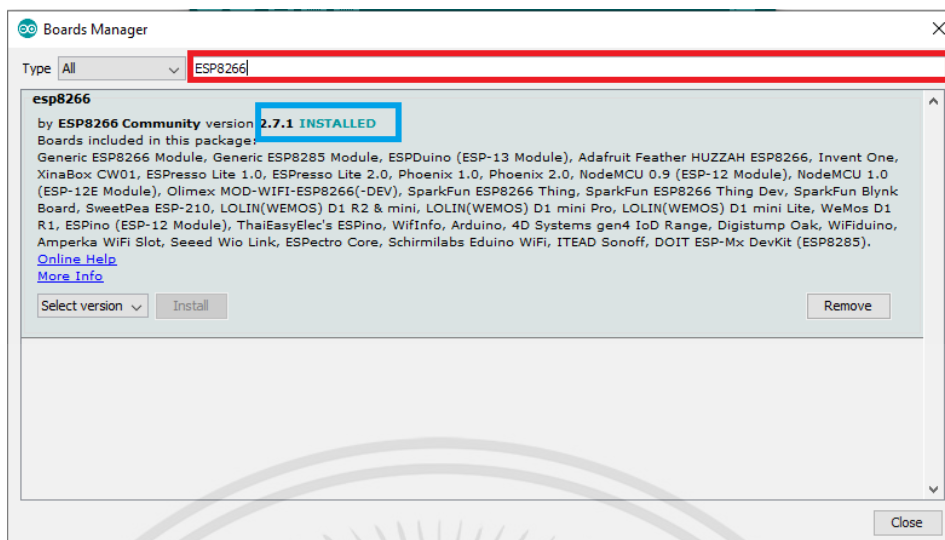 Boards Manager
Type All ESP8266
esp8266
by ESP8266 Community version 2.7.1 INSTALLED
Boards included in this package:
Generic ESP8266 Module, Generic ESP8285 Module, ESPDuino (ESP-13 Module), Adafruit Feather HUZZAH ESP8266, Invent One,
XinaBox CW01, ESPresso Lite 1.0, ESPresso Lite 2.0, Phoenix 1.0, Phoenix 2.0, NodeMCU 0.9 (ESP-12 Module), NodeMCU 1.0
(ESP-12E Module), Olimex MOD-WIFI-ESP8266(-DEV), SparkFun ESP8266 Thing, SparkFun ESP8266 Thing Dev, SparkFun Blynk
Board, SweetPea ESP-210, LOLIN(WEMOS) D1 R2 & mini, LOLIN(WEMOS) D1 mini Pro, LOLIN(WEMOS) D1 mini Lite, WeMos D1
R1, ESPino (ESP-12 Module), ThaiEasyElec's ESPino, WifInfo, Arduino, 4D Systems gen4 IoD Range, Digistump Oak, WiFiduino,
Amperka WiFi Slot, Seeed Wio Link, ESPectro Core, Schirmilabs Eduino WiFi, ITEAD Sonoff, DOIT ESP-Mx DevKit (ESP8285).
Online Help
More Info
Select version Install Remove
Close